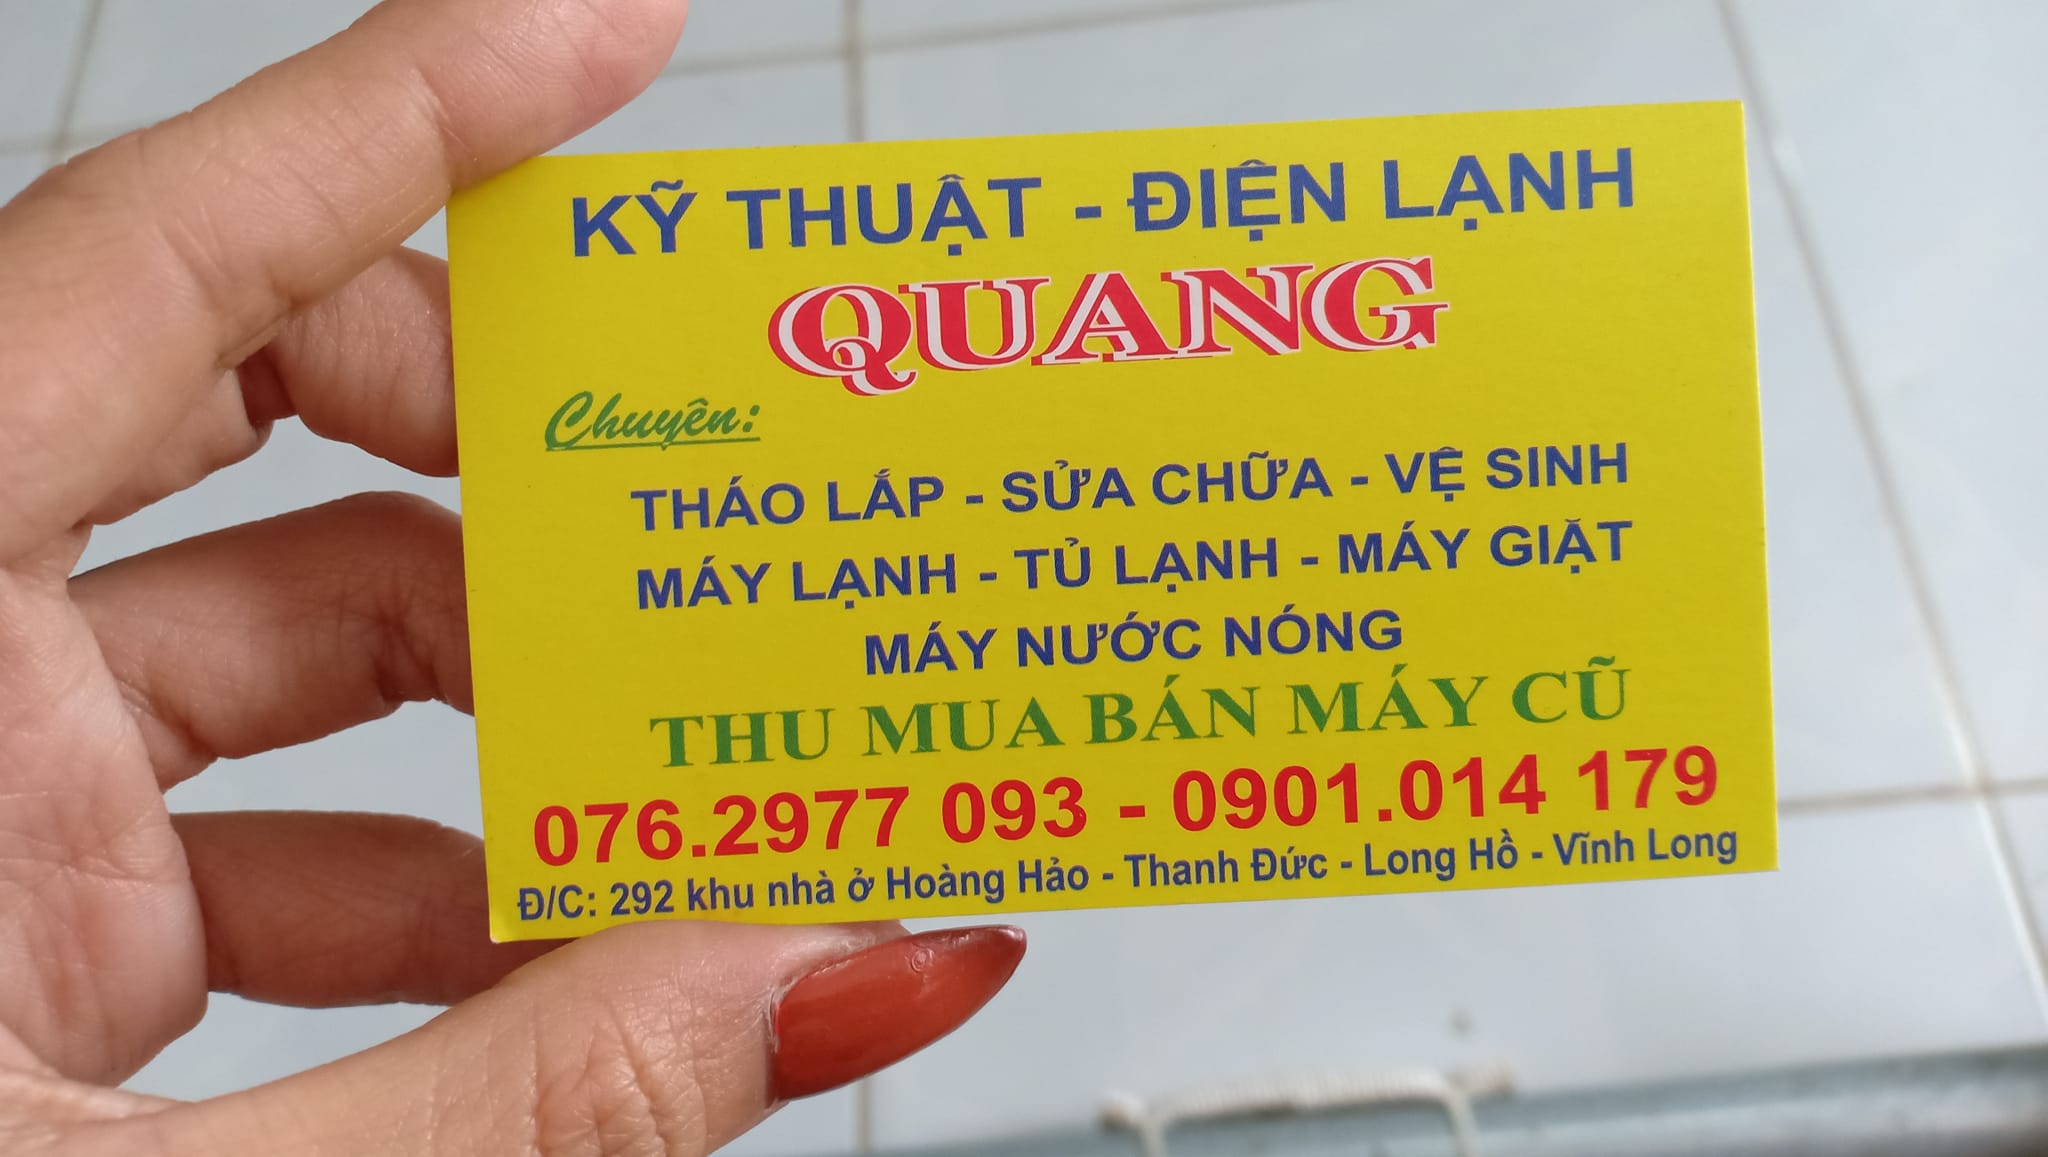 KỸ THUẬT - ĐIỆN LẠNH
QUANG
Chuyên:
THÁO LẮP - SỬA CHỮA - VỆ SINH
MÁY LẠNH - TỦ LẠNH - MÁY GIẶT
MÁY NƯỚC NÓNG
THU MUA BÁN MÁY CŨ
076.2977 093 - 0901.014 179
Đ/C: 292 khu nhà ở Hoàng Hảo - Thanh Đức - Long Hồ - Vĩnh Long